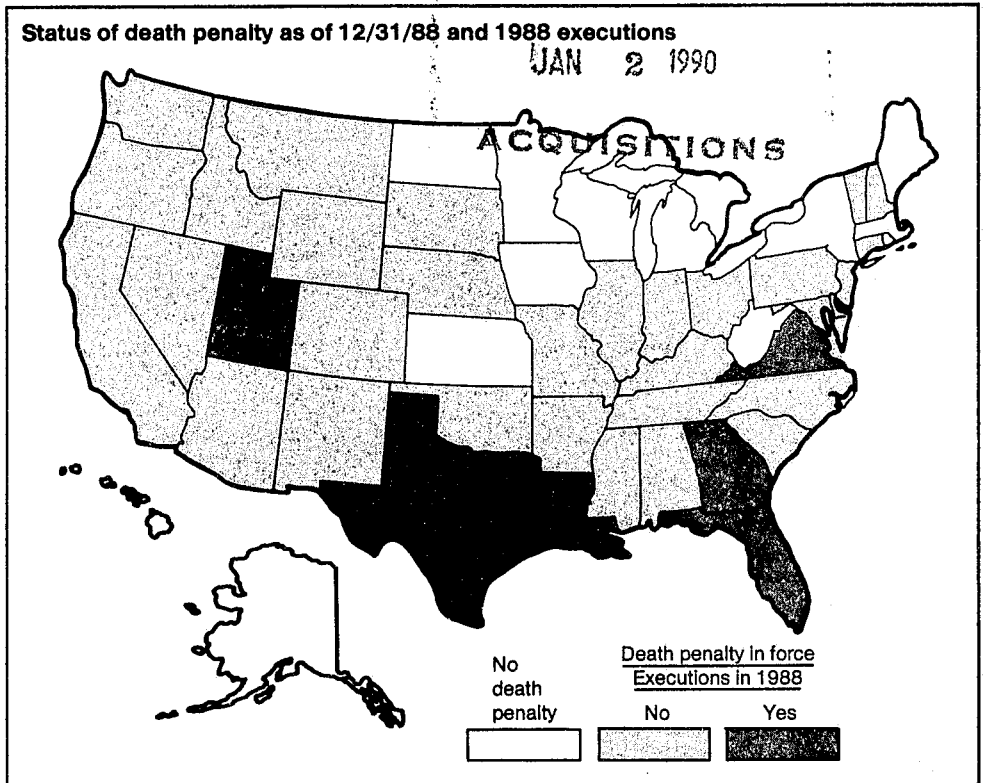 Status of death penalty as of 12/31/88 and 1988 executions
JAN 2 1990
ACQUISITIONS
No
death
penalty
Death penalty in force
Executions in 1988
No
Yes